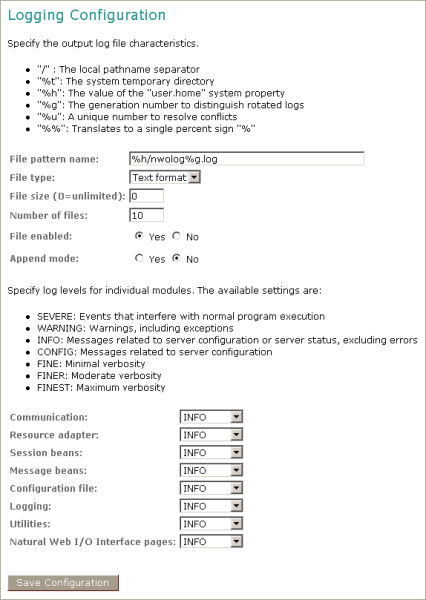 Logging Configuration
Specify the output log file characteristics.
• "/" : The local pathname separator
• "%t": The system temporary directory
• "%h": The value of the "user.home" system property
• "%g": The generation number to distinguish rotated logs
• "%u": A unique number to resolve conflicts
• "%%": Translates to a single percent sign "%"
File pattern name: %h/nwolog%g.log
File type: Text format
File size (0=unlimited): 0
Number of files: 10
File enabled: Yes No
Append mode: Yes No
Specify log levels for individual modules. The available settings are:
• SEVERE: Events that interfere with normal program execution
• WARNING: Warnings, including exceptions
• INFO: Messages related to server configuration or server status, excluding errors
• CONFIG: Messages related to server configuration
• FINE: Minimal verbosity
• FINER: Moderate verbosity
• FINEST: Maximum verbosity
Communication: INFO
Resource adapter: INFO
Session beans: INFO
Message beans: INFO
Configuration file: INFO
Logging: INFO
Utilities: INFO
Natural Web I/O Interface pages: INFO
Save Configuration